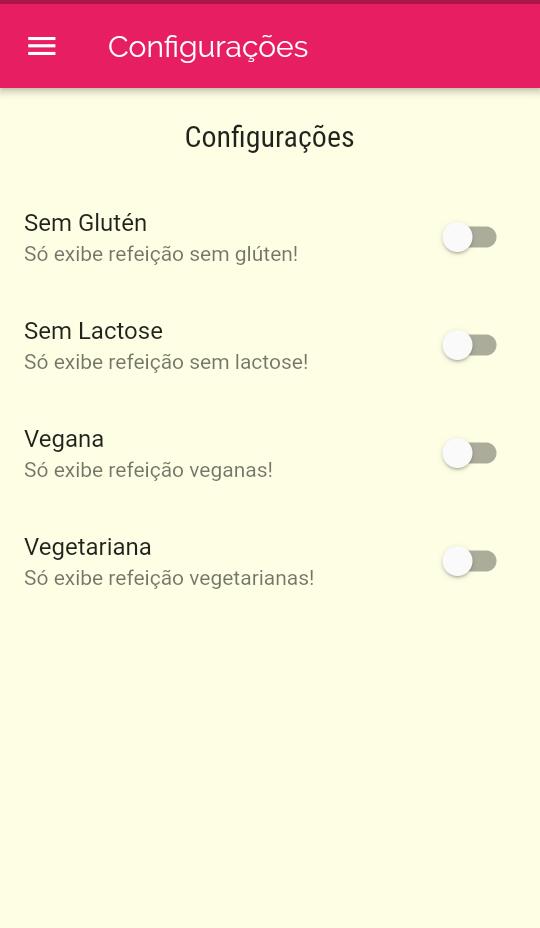 Configurações
Configurações
Sem Glutén
Só exibe refeição sem glúten!
Sem Lactose
Só exibe refeição sem lactose!
Vegana
Só exibe refeição veganas!
Vegetariana
Só exibe refeição vegetarianas!